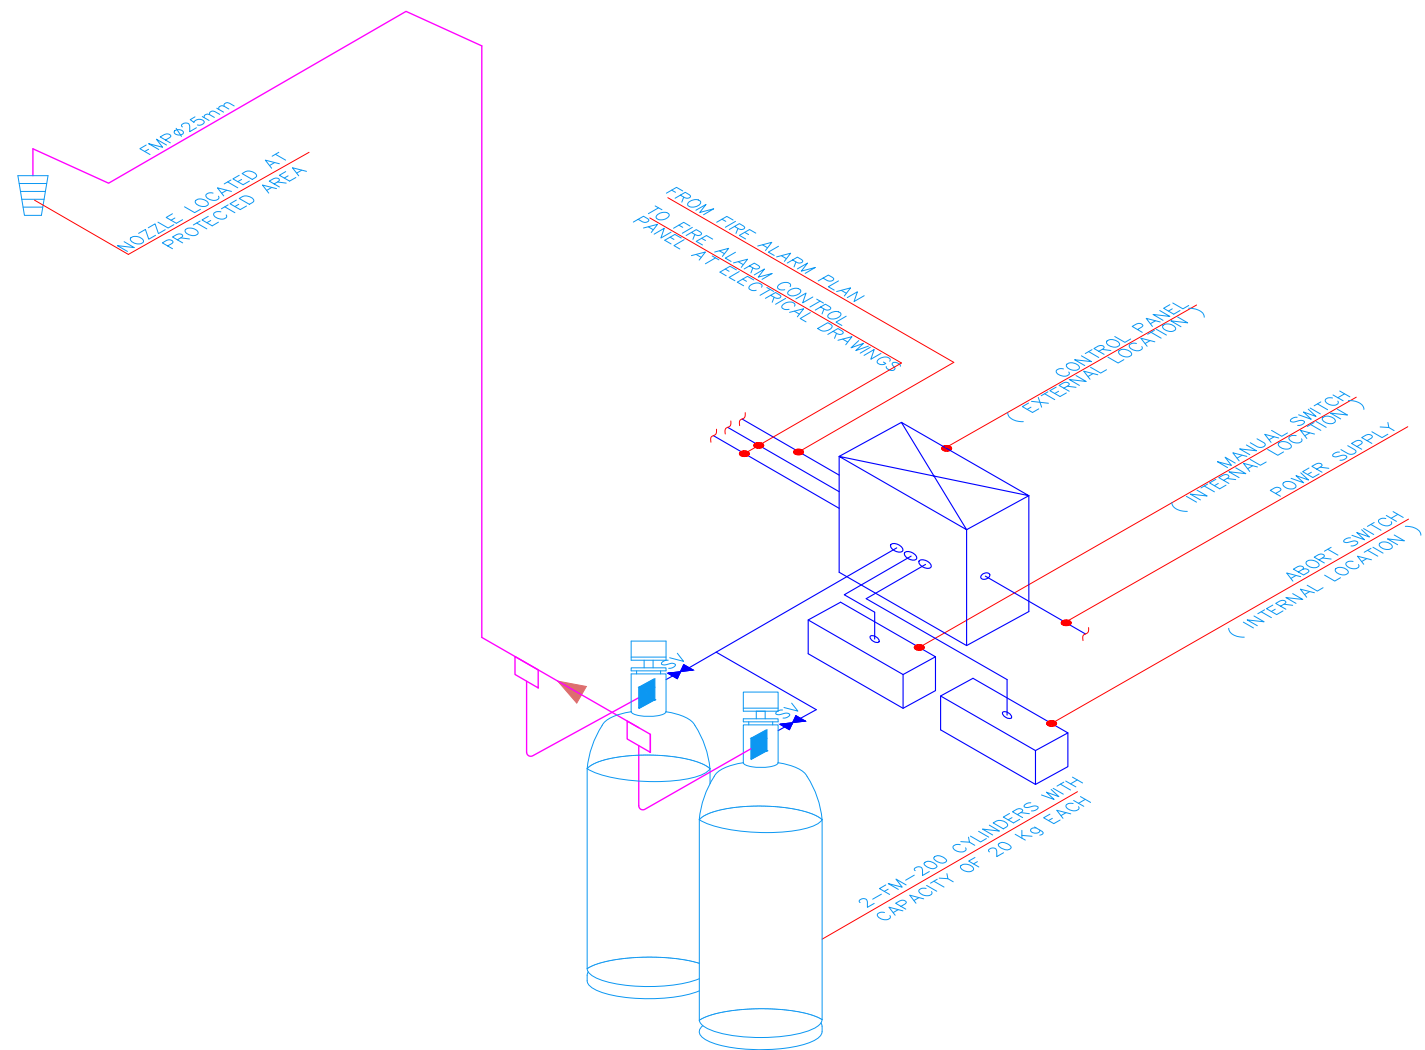 FMPφ25mm
NOZZLE LOCATED AT
PROTECTED AREA
FROM FIRE ALARM PLAN
TO FIRE ALARM CONTROL
PANEL AT ELECTRICAL DRAWINGS
CONTROL PANEL
( EXTERNAL LOCATION )
MANUAL SWITCH
( INTERNAL LOCATION )
POWER SUPPLY
ABORT SWITCH
( INTERNAL LOCATION )
SV
SV
2-FM-200 CYLINDERS WITH
CAPACITY OF 20 Kg EACH